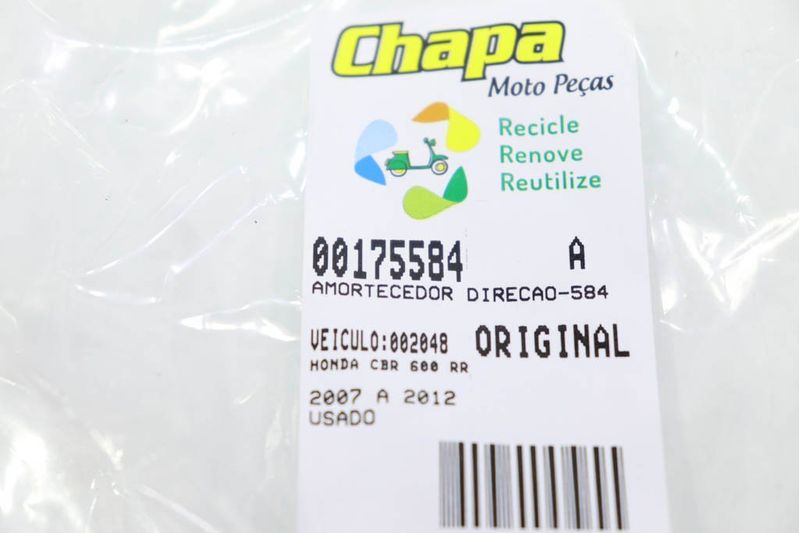 Chapa
Moto Peças
Recicle
Renove
Reutilize
00175584 A
AMORTECEDOR DIRECAO-584
VEICULO:002048 ORIGINAL
HONDA CBR 600 RR
2007 A 2012
USADO